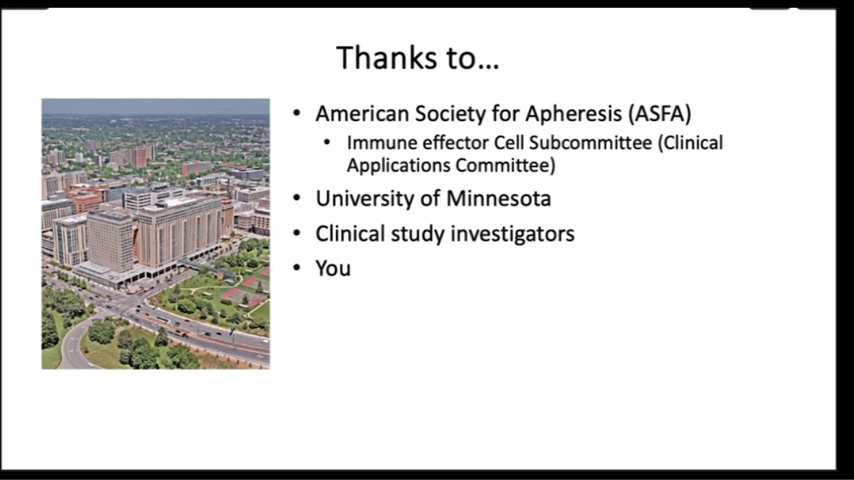 Thanks to…
• American Society for Apheresis (ASFA)
• Immune effector Cell Subcommittee (Clinical
Applications Committee)
• University of Minnesota
• Clinical study investigators
• You